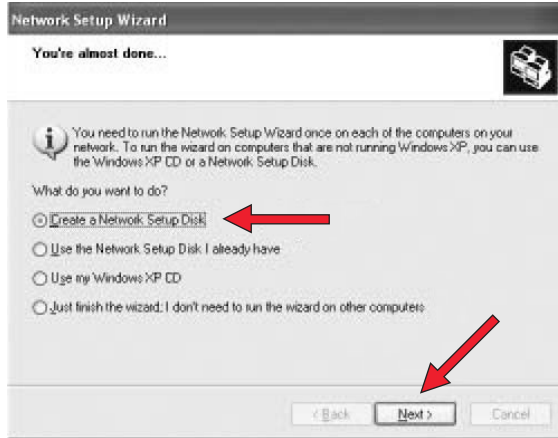 Network Setup Wizard
You're almost done...
You need to run the Network Setup Wizard once on each of the computers on your
network. To run the wizard on computers that are not running Windows XP, you can use
the Windows XP CD or a Network Setup Disk.
What do you want to do?
Create a Network Setup Disk
Use the Network Setup Disk I already have
Use my Windows XP CD
Just finish the wizard; I don't need to run the wizard on other computers
< Back Next > Cancel